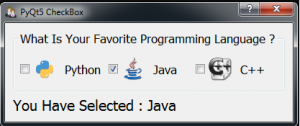 PyQt5 CheckBox
What Is Your Favorite Programming Language ?
Python Java C++
You Have Selected : Java